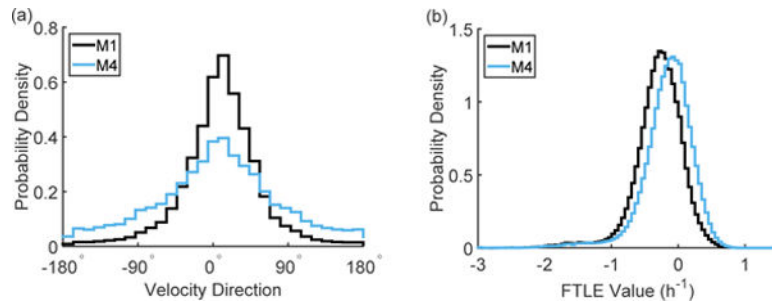 (a)
M1
M4
0.8
0.6
0.4
0.2
0
Probability Density
-180° -90° 0° 90° 180°
Velocity Direction
(b)
M1
M4
1.5
1
0.5
0
Probability Density
-3 -2 -1 0 1
FTLE Value (h⁻¹)